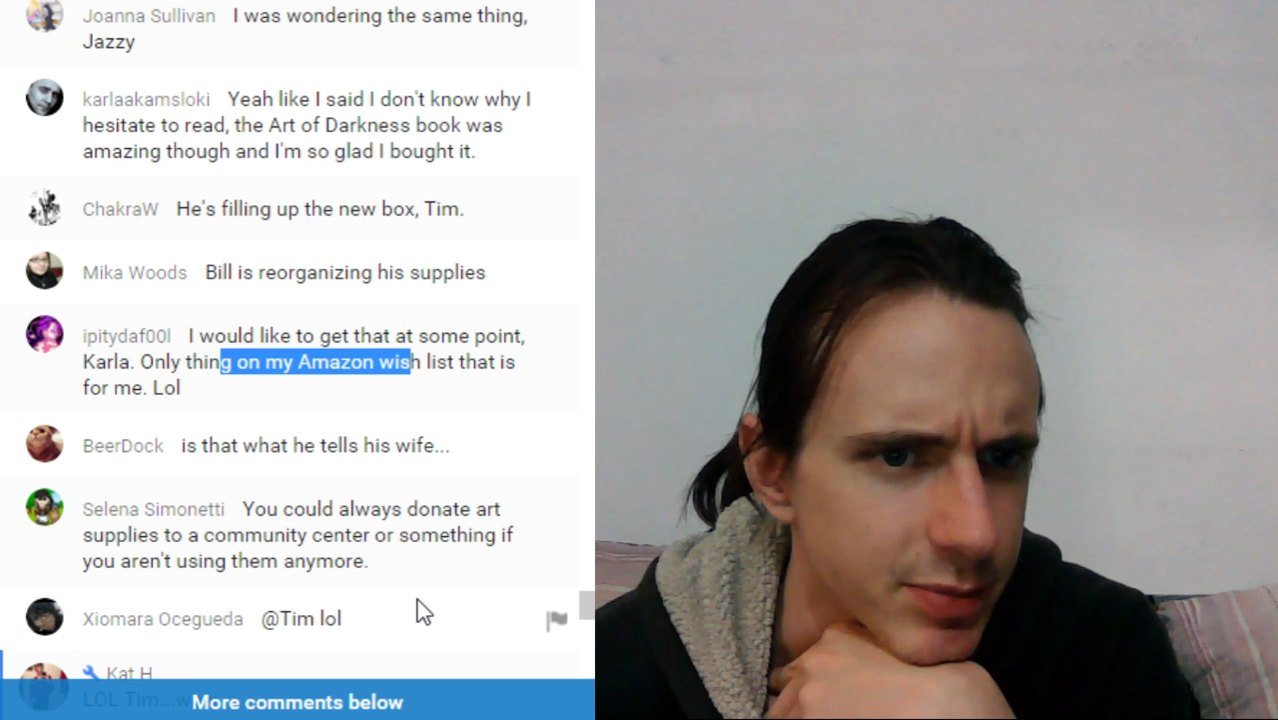 Joanna Sullivan I was wondering the same thing,
Jazzy
karlaakamsloki Yeah like I said I don't know why I
hesitate to read, the Art of Darkness book was
amazing though and I'm so glad I bought it.
ChakraW He's filling up the new box, Tim.
Mika Woods Bill is reorganizing his supplies
ipitydaf00l I would like to get that at some point,
Karla. Only thing on my Amazon wish list that is
for me. Lol
BeerDock is that what he tells his wife...
Selena Simonetti You could always donate art
supplies to a community center or something if
you aren't using them anymore.
Xiomara Ocegueda @Tim lol
Kat H
LOL Tim...w
More comments below